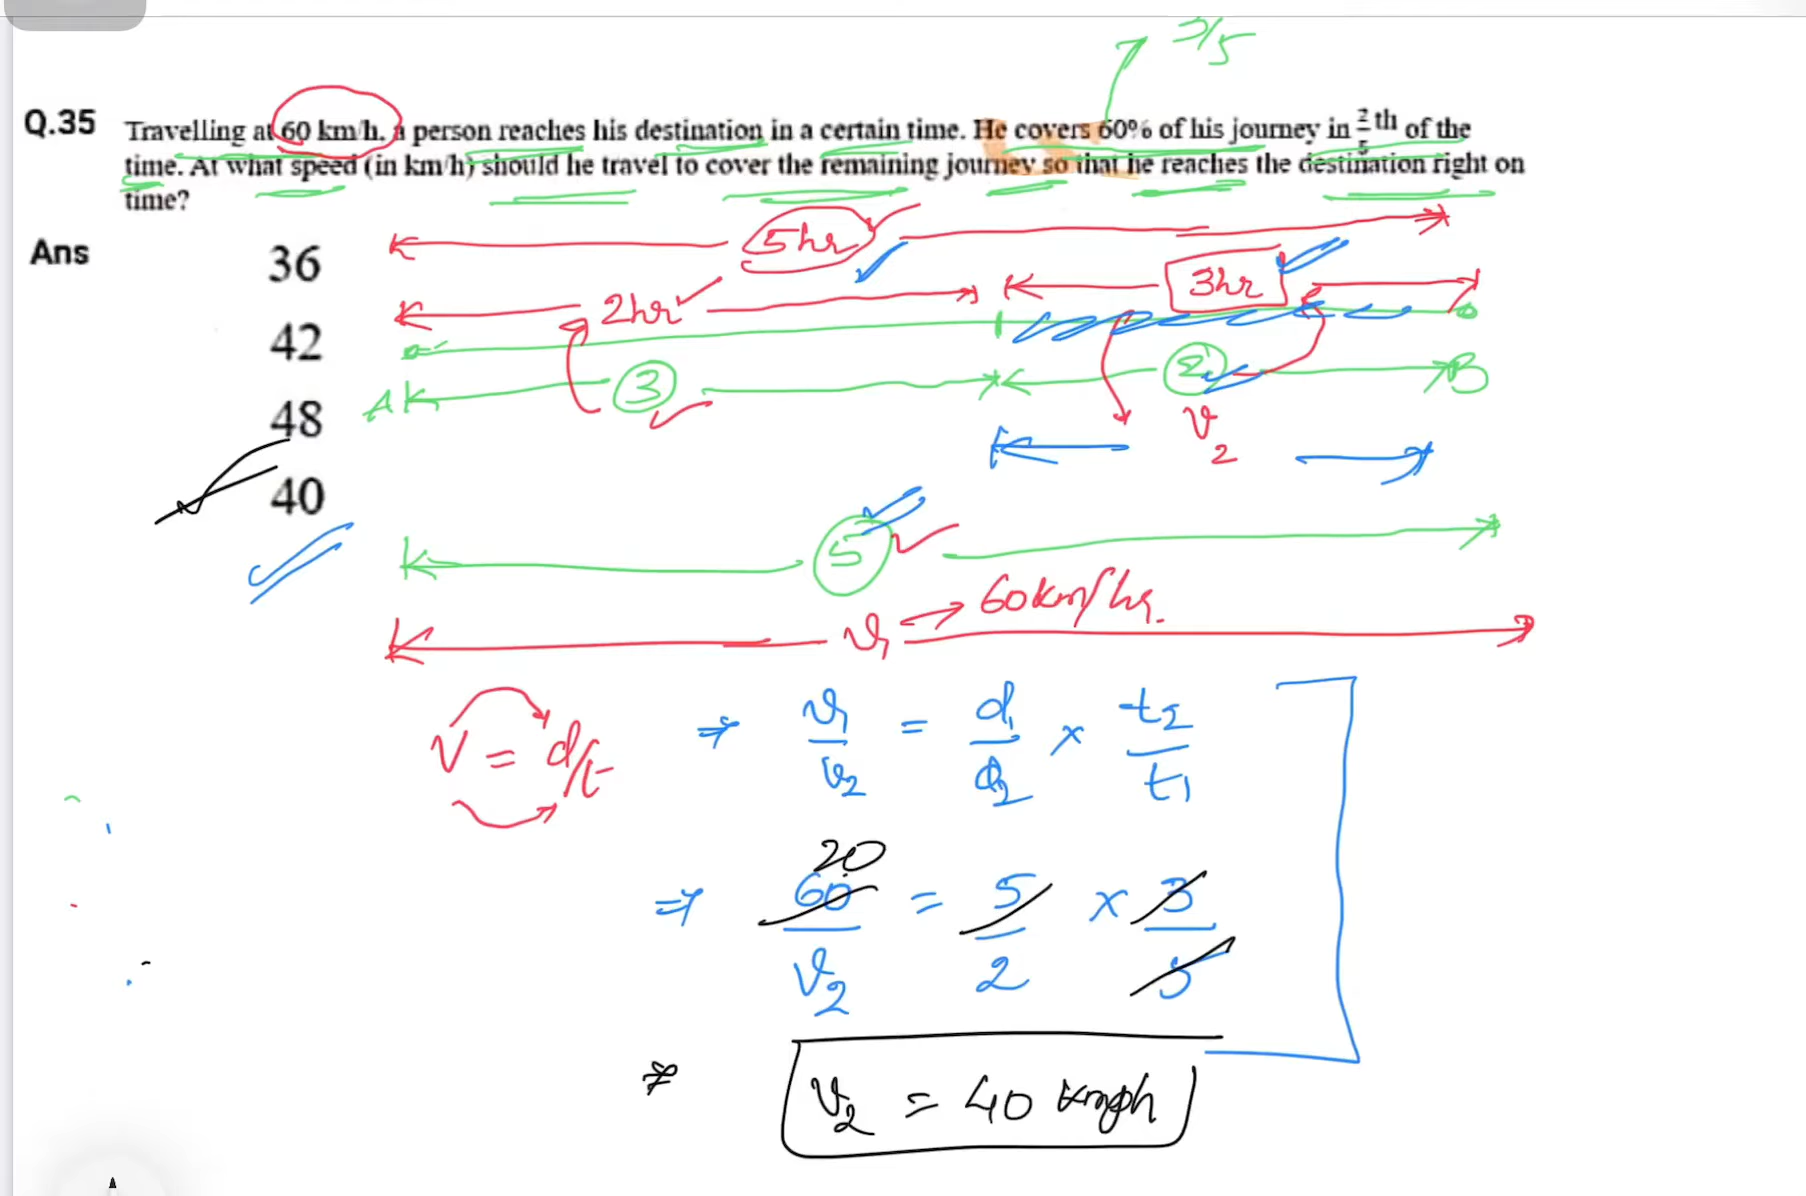 3/5
Q.35 Travelling at 60 km/h, a person reaches his destination in a certain time. He covers 60% of his journey in 2/5 th of the
time. At what speed (in km/h) should he travel to cover the remaining journey so that he reaches the destination right on
time?
Ans
36
42
48
40
5hr
2hr 3hr
A 3 2 B
V2
5
V1 → 60km/hr.
V = d/t ⇒ V1/V2 = d1/d2 × t2/t1
20
⇒ 60/V2 = 5/2 × 3/5
V2 = 40 kmph